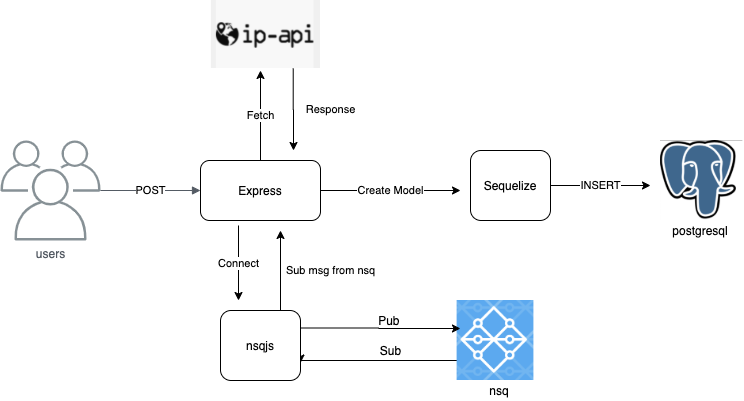 ip-api
Fetch
Response
POST
Express
Create Model
Sequelize
INSERT
postgresql
users
Connect
Sub msg from nsq
nsqjs
Pub
Sub
nsq